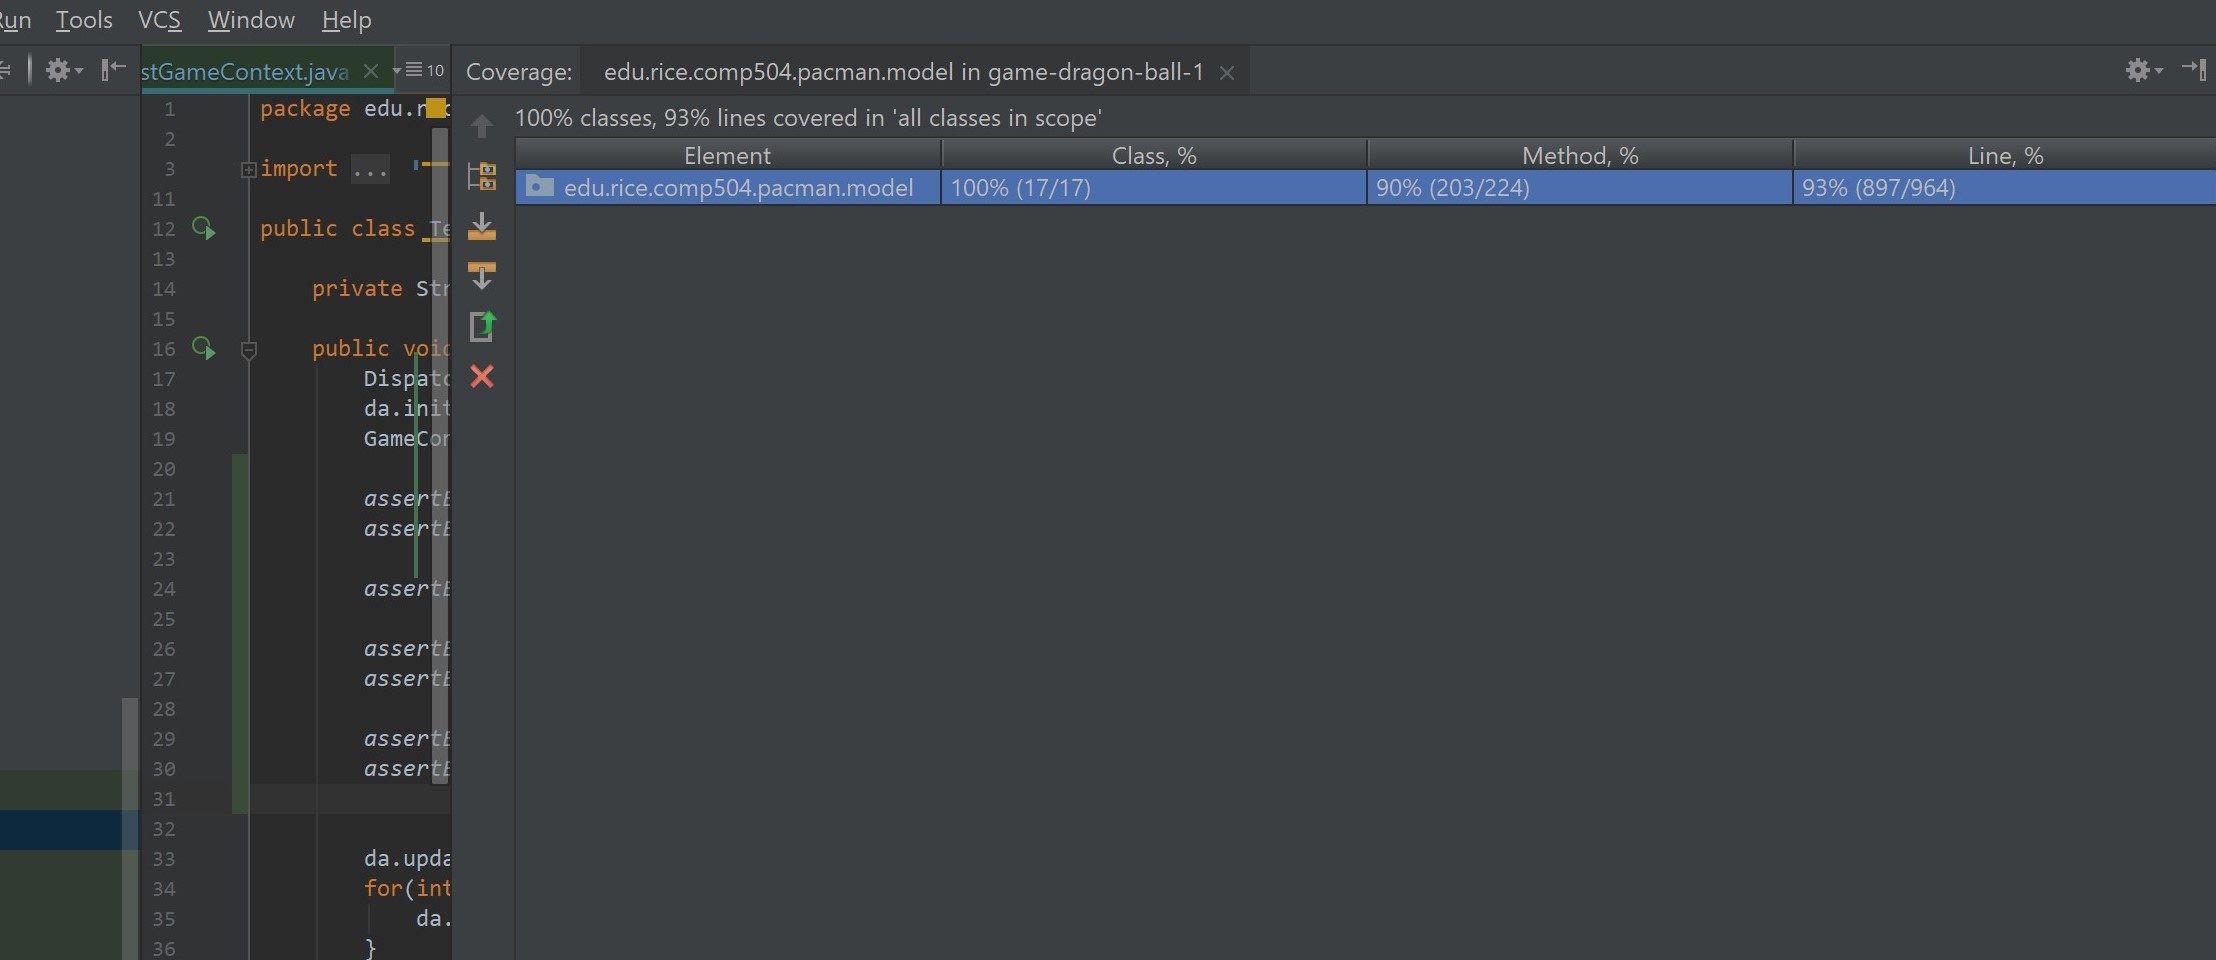 Run Tools VCS Window Help
stGameContext.java 10
Coverage: edu.rice.comp504.pacman.model in game-dragon-ball-1
100% classes, 93% lines covered in 'all classes in scope'
Element Class, % Method, % Line, %
edu.rice.comp504.pacman.model 100% (17/17) 90% (203/224) 93% (897/964)
1 package edu.r
2
3 import ...
11
12 public class Te
13
14 private Str
15
16 public void
17 Dispatc
18 da.init
19 GameCon
20
21 assertE
22 assertE
23
24 assertE
25
26 assertE
27 assertE
28
29 assertE
30 assertE
31
32
33 da.upda
34 for(int
35 da.
36 }